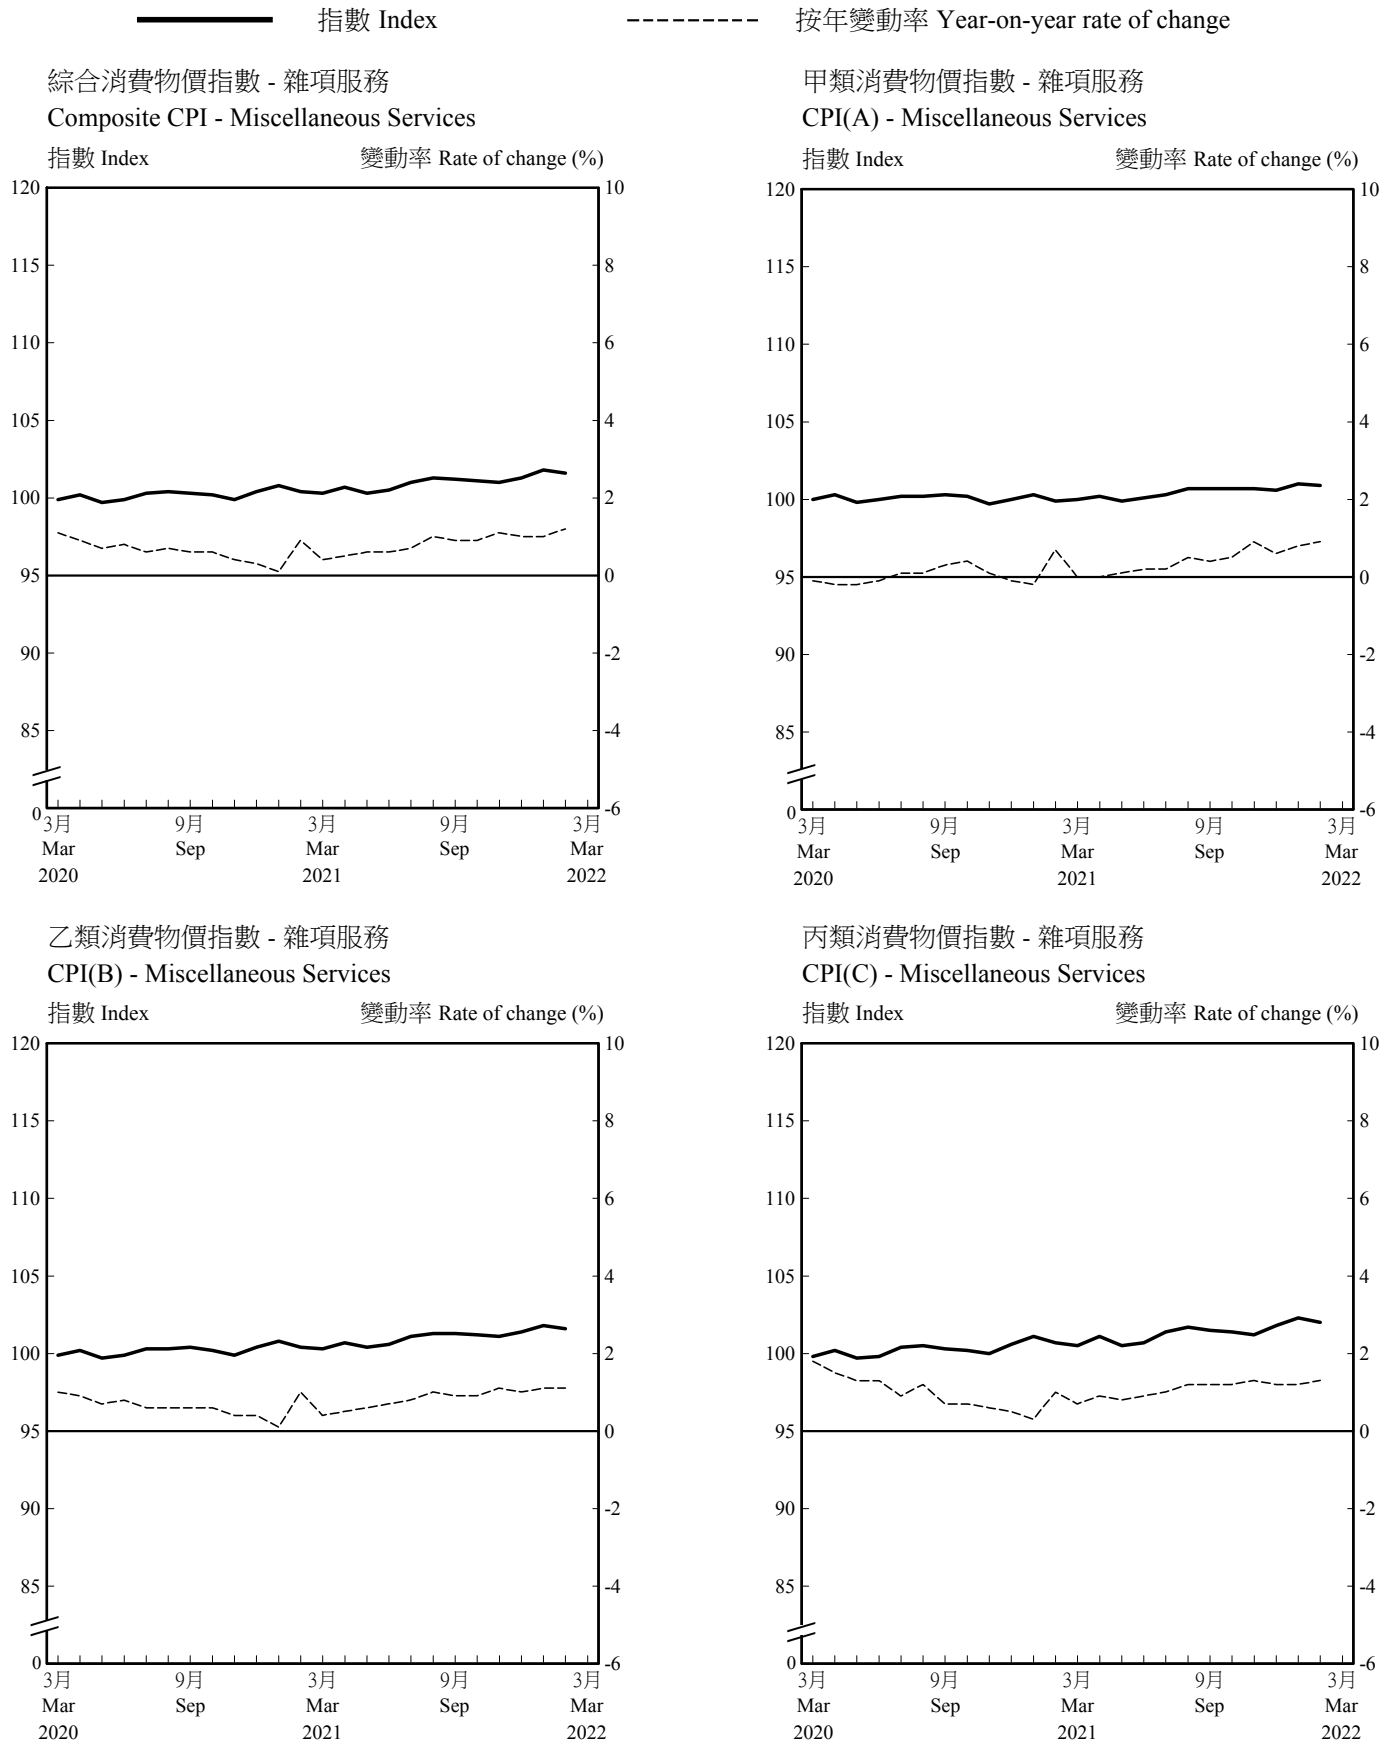 指數 Index 按年變動率 Year-on-year rate of change
綜合消費物價指數 - 雜項服務
Composite CPI - Miscellaneous Services
指數 Index 變動率 Rate of change (%)
120 10
115 8
110 6
105 4
100 2
95 0
90 -2
85 -4
0 -6
3月 9月 3月 9月 3月
Mar Sep Mar Sep Mar
2020 2021 2022
甲類消費物價指數 - 雜項服務
CPI(A) - Miscellaneous Services
指數 Index 變動率 Rate of change (%)
120 10
115 8
110 6
105 4
100 2
95 0
90 -2
85 -4
0 -6
3月 9月 3月 9月 3月
Mar Sep Mar Sep Mar
2020 2021 2022
乙類消費物價指數 - 雜項服務
CPI(B) - Miscellaneous Services
指數 Index 變動率 Rate of change (%)
120 10
115 8
110 6
105 4
100 2
95 0
90 -2
85 -4
0 -6
3月 9月 3月 9月 3月
Mar Sep Mar Sep Mar
2020 2021 2022
丙類消費物價指數 - 雜項服務
CPI(C) - Miscellaneous Services
指數 Index 變動率 Rate of change (%)
120 10
115 8
110 6
105 4
100 2
95 0
90 -2
85 -4
0 -6
3月 9月 3月 9月 3月
Mar Sep Mar Sep Mar
2020 2021 2022